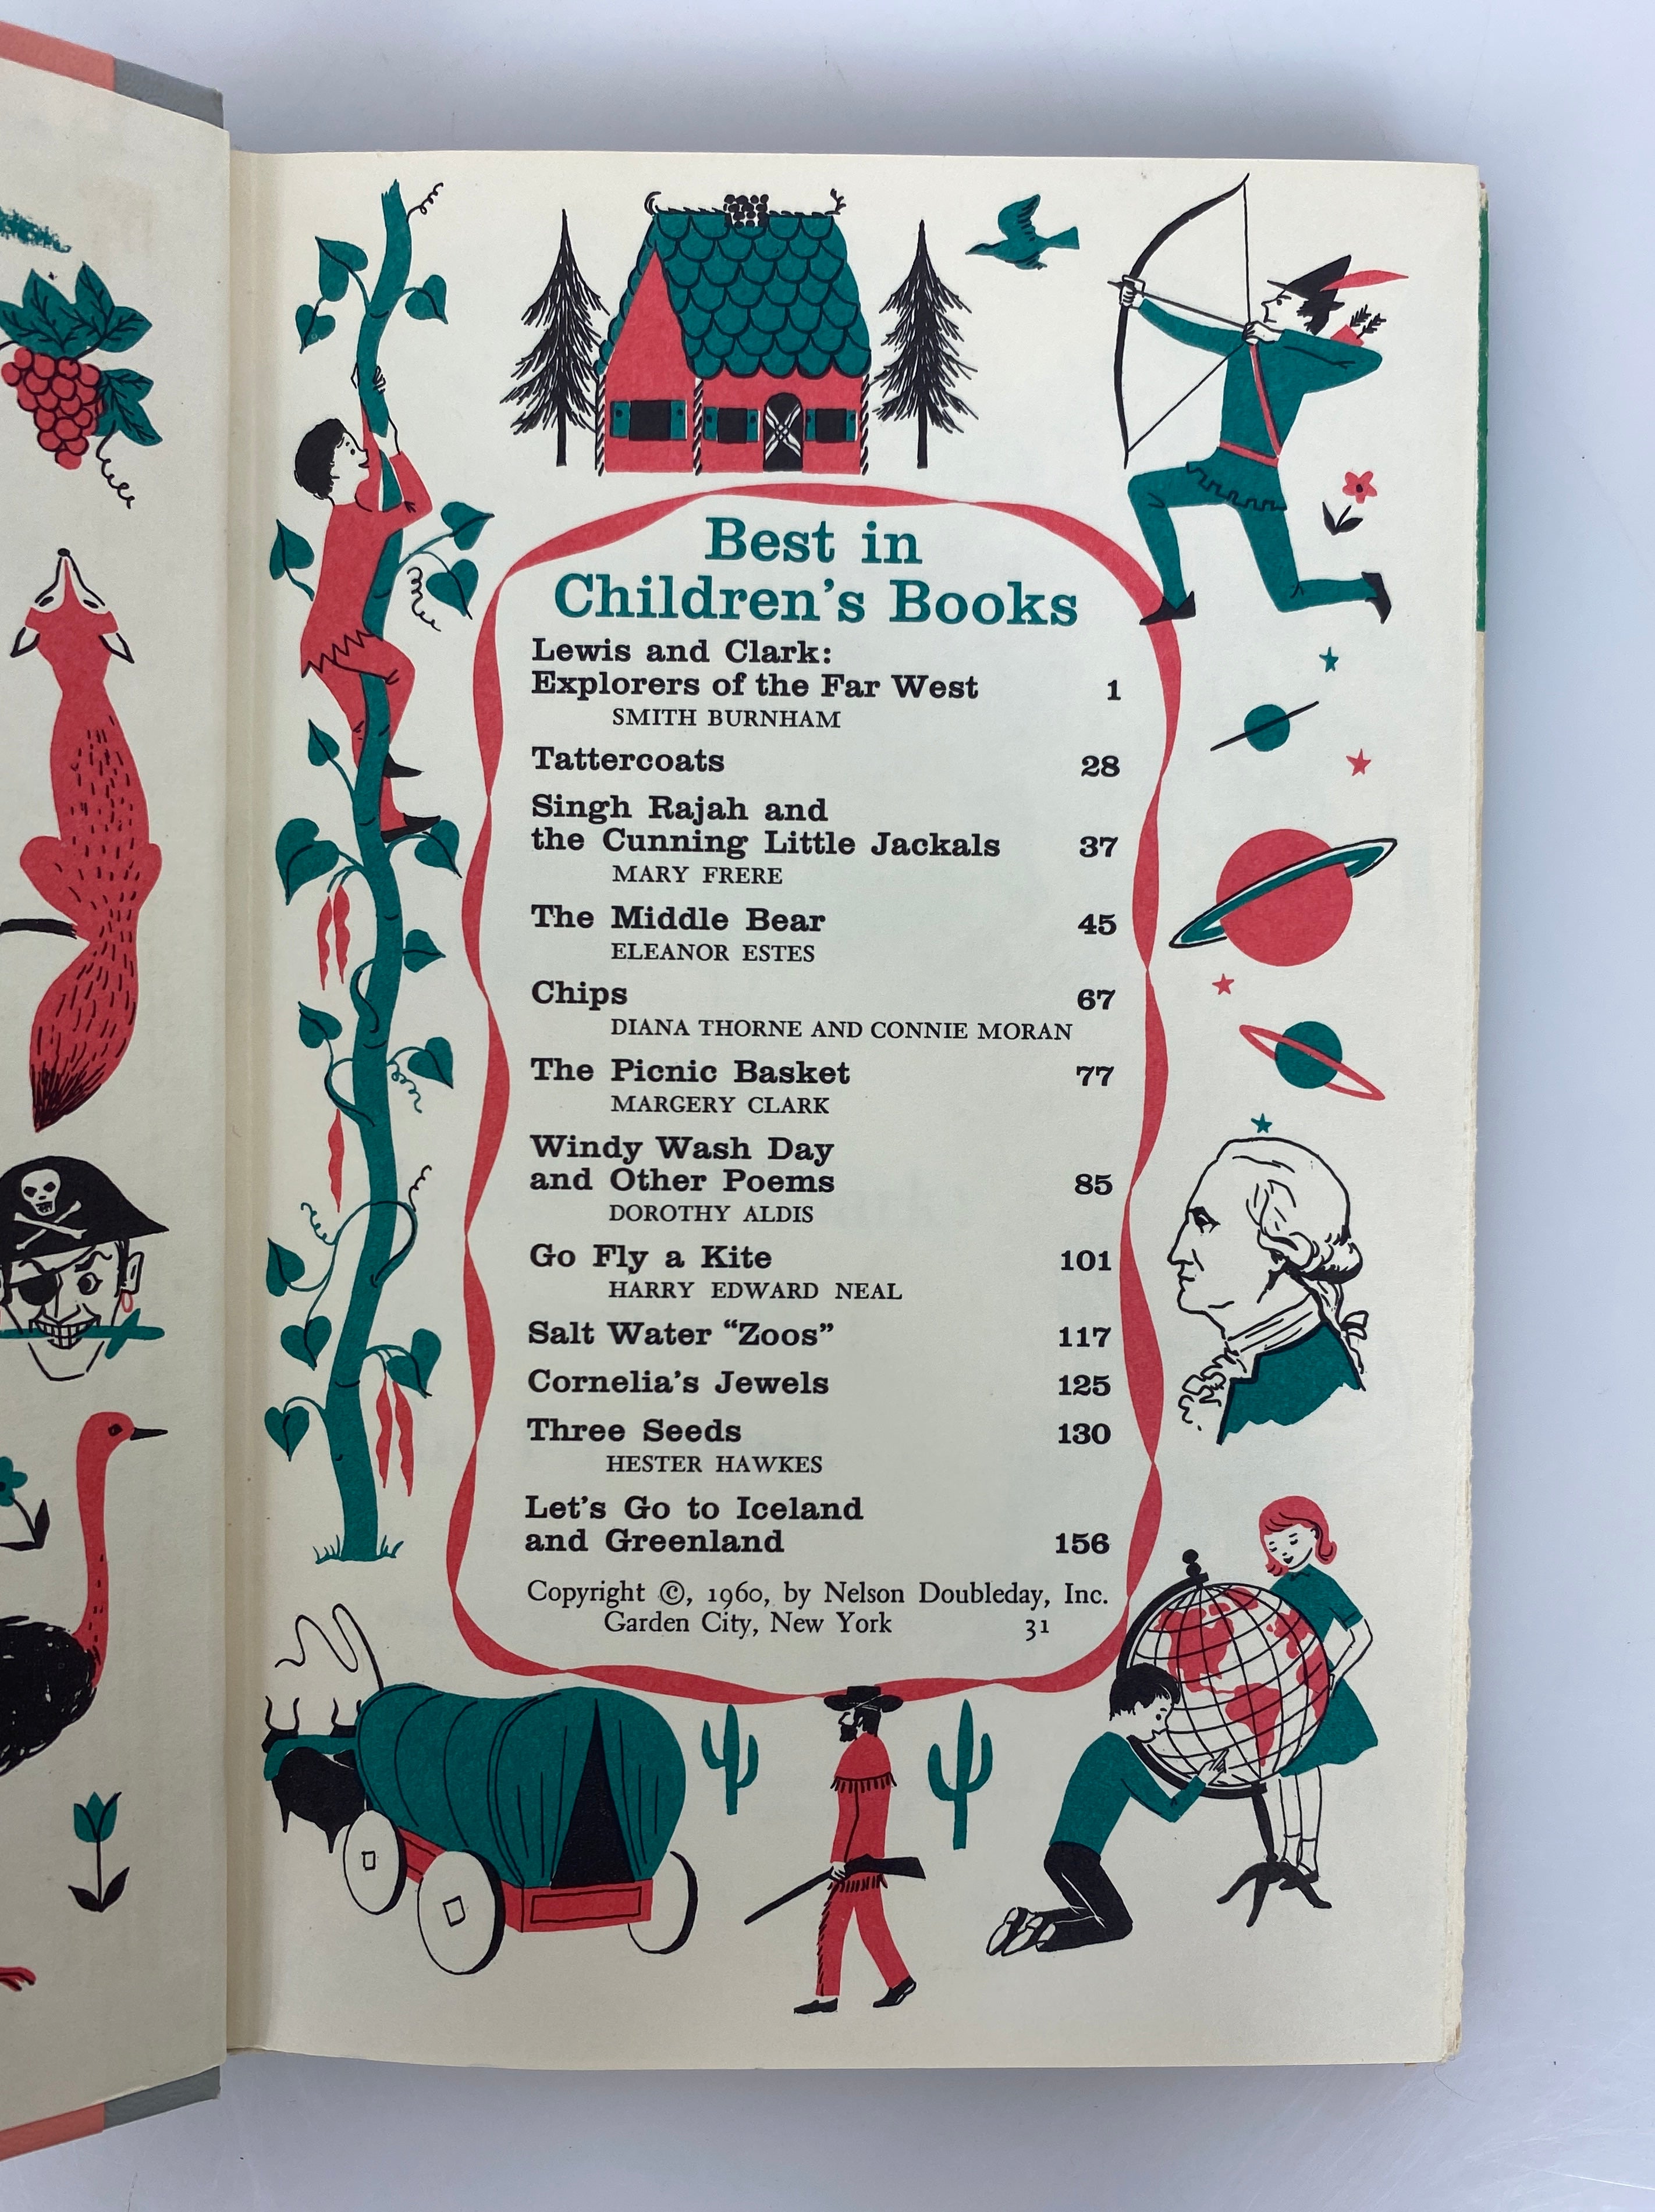 Best in
Children's Books
Lewis and Clark:
Explorers of the Far West 1
SMITH BURNHAM
Tattercoats 28
Singh Rajah and
the Cunning Little Jackals 37
MARY FRERE
The Middle Bear 45
ELEANOR ESTES
Chips 67
DIANA THORNE AND CONNIE MORAN
The Picnic Basket 77
MARGERY CLARK
Windy Wash Day
and Other Poems 85
DOROTHY ALDIS
Go Fly a Kite 101
HARRY EDWARD NEAL
Salt Water “Zoos” 117
Cornelia's Jewels 125
Three Seeds 130
HESTER HAWKES
Let's Go to Iceland
and Greenland 156
Copyright ©, 1960, by Nelson Doubleday, Inc.
Garden City, New York 31